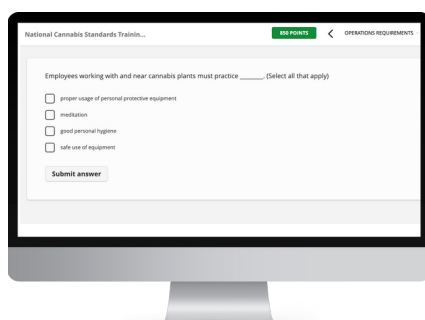 National Cannabis Standards Trainin...
850 POINTS
OPERATIONS REQUIREMENTS
Employees working with and near cannabis plants must practice _______. (Select all that apply)
proper usage of personal protective equipment
meditation
good personal hygiene
safe use of equipment
Submit answer